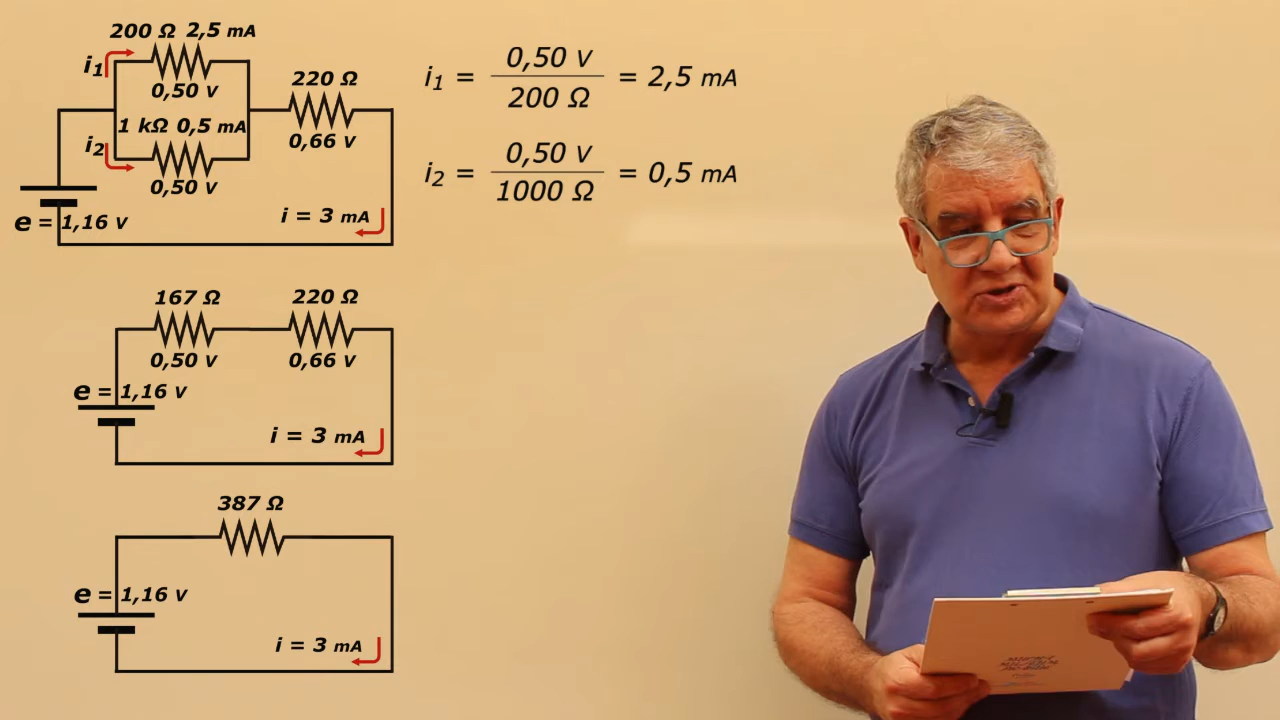 200 Ω 2,5 mA
i1
0,50 v
1 kΩ 0,5 mA
i2
0,50 v
220 Ω
0,66 v
e = 1,16 v
i = 3 mA
i1 = 0,50 v / 200 Ω = 2,5 mA
i2 = 0,50 v / 1000 Ω = 0,5 mA
167 Ω
220 Ω
0,50 v
0,66 v
e = 1,16 v
i = 3 mA
387 Ω
e = 1,16 v
i = 3 mA